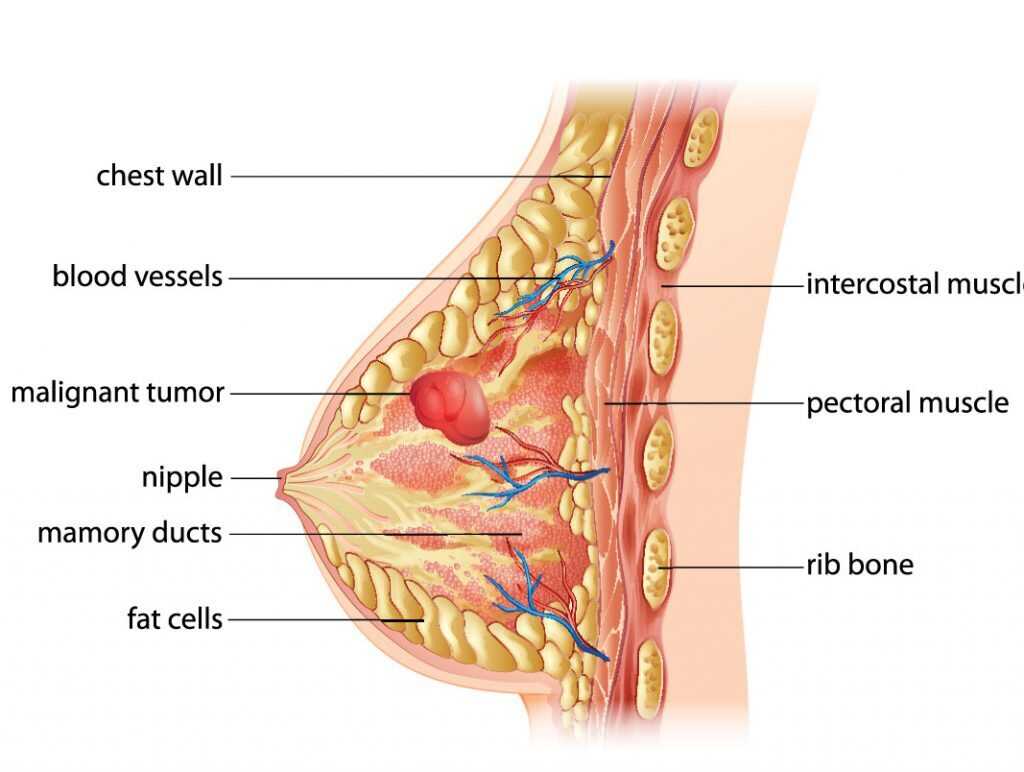 chest wall
blood vessels
intercostal muscl
malignant tumor
pectoral muscle
nipple
mamory ducts
rib bone
fat cells